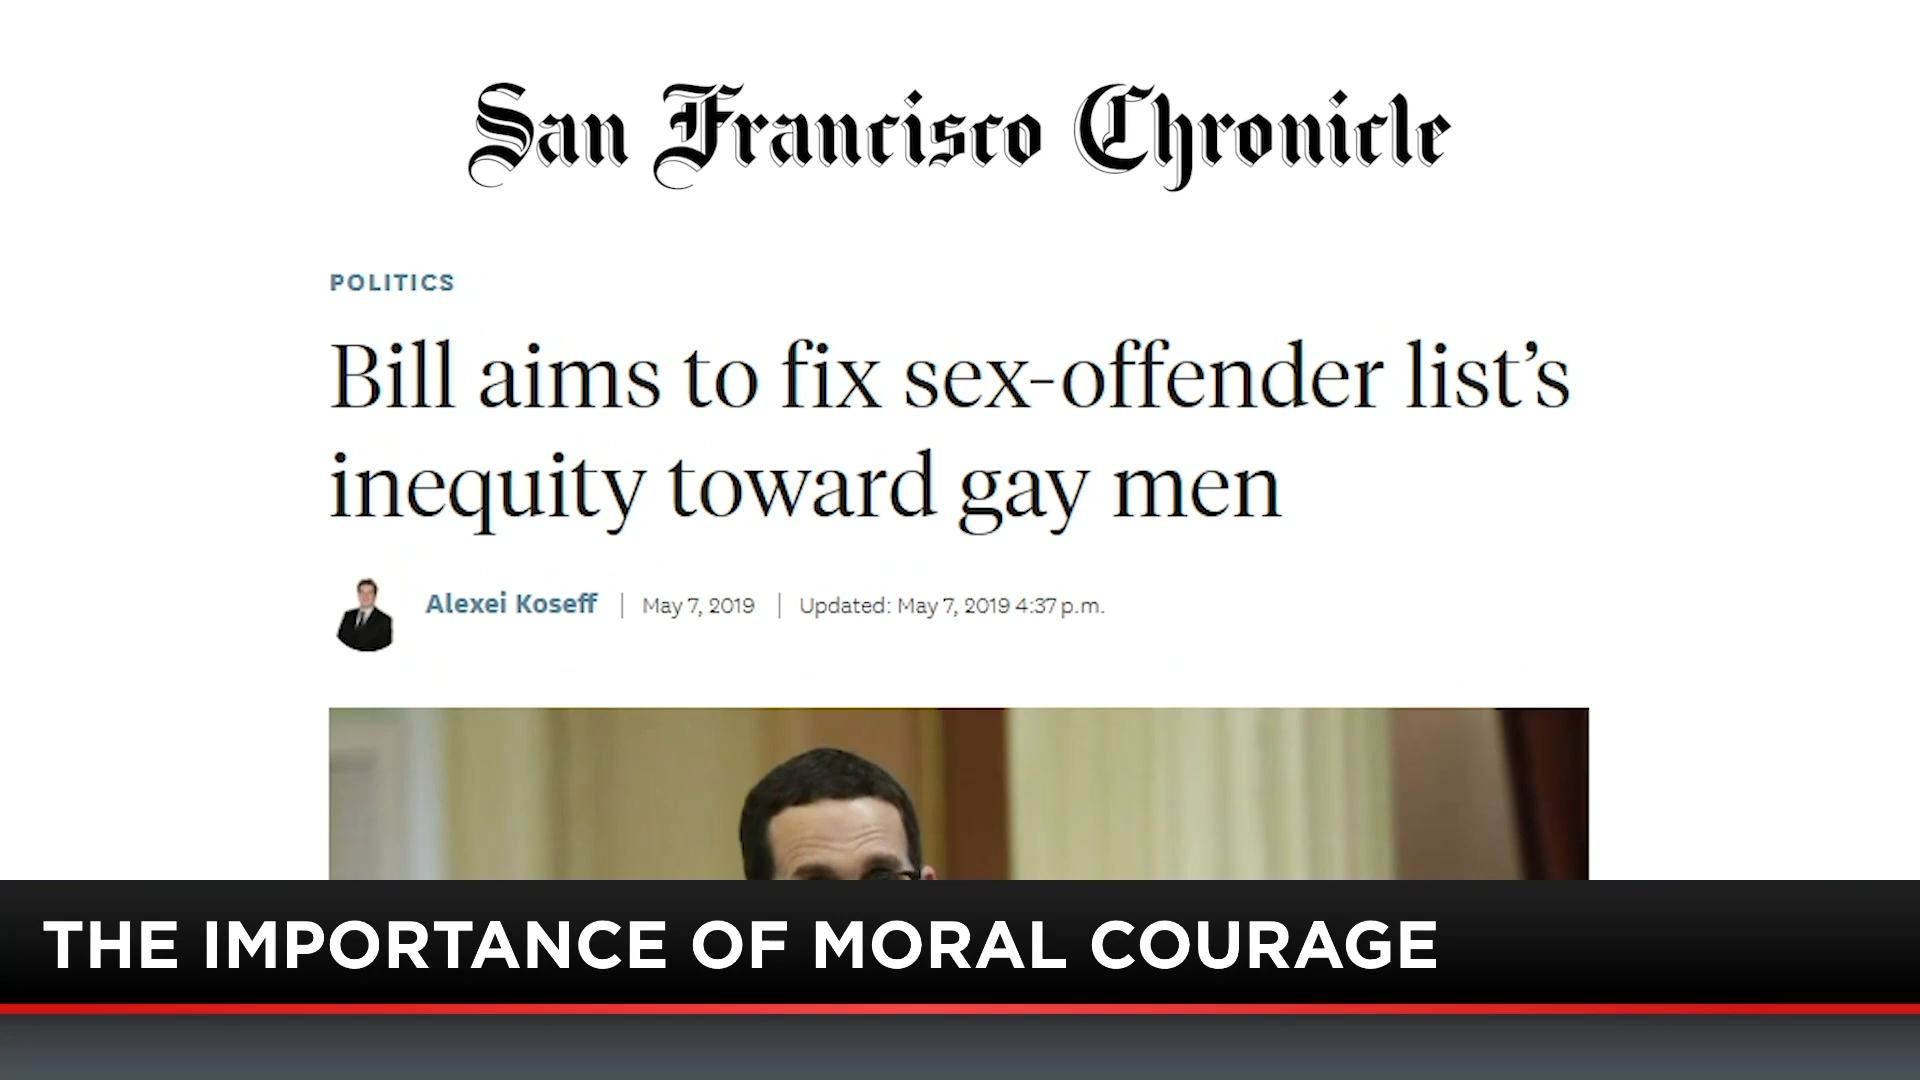 San Francisco Chronicle
POLITICS
Bill aims to fix sex-offender list’s
inequity toward gay men
Alexei Koseff | May 7, 2019 | Updated: May 7, 2019 4:37 p.m.
THE IMPORTANCE OF MORAL COURAGE